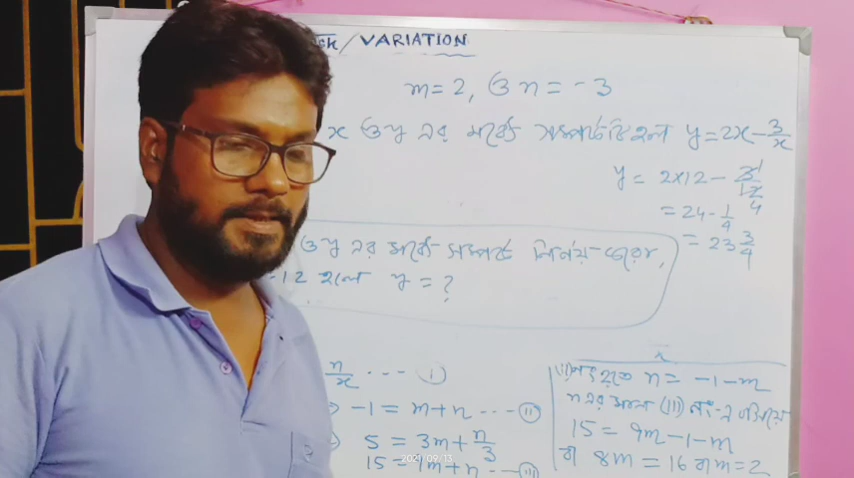 / VARIATION
m = 2, ও n = -3
x ও y এর মধ্যে সম্পর্কটি হল y = 2x - 3/x
y = 2×12 - 3/12
= 24 - 1/4
= 23 3/4
ও y এর মধ্যে সম্পর্ক নির্ণয় করো,
12 হলে y = ?
n/x ---- (i)
-1 = m+n --- (ii)
5 = 3m + n/3
15 = 9m + n --- (iii)
(ii) নং হতে n = -1-m
n এর মান (iii) নং-এ বসিয়ে
15 = 9m - 1 - m
বা 8m = 16 বা m = 2
2021/09/13